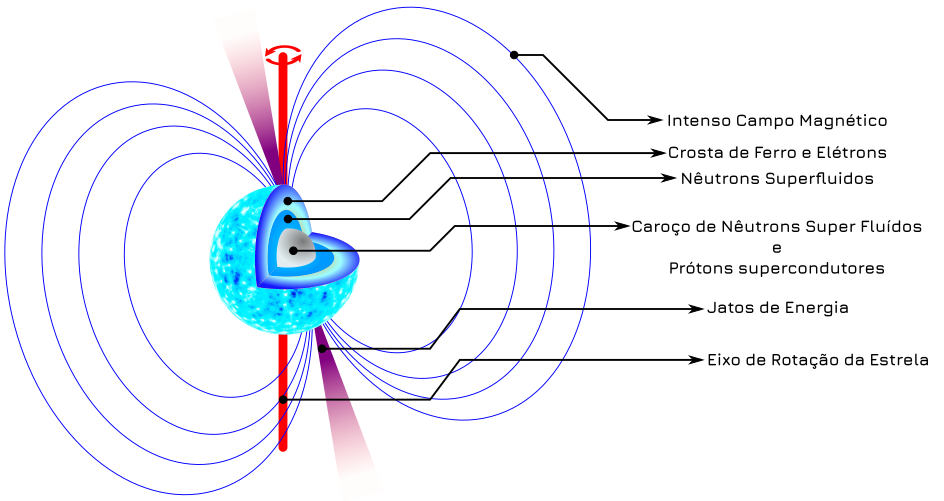 Intenso Campo Magnético
Crosta de Ferro e Elétrons
Nêutrons Superfluidos
Caroço de Nêutrons Super Fluídos
e
Prótons supercondutores
Jatos de Energia
Eixo de Rotação da Estrela